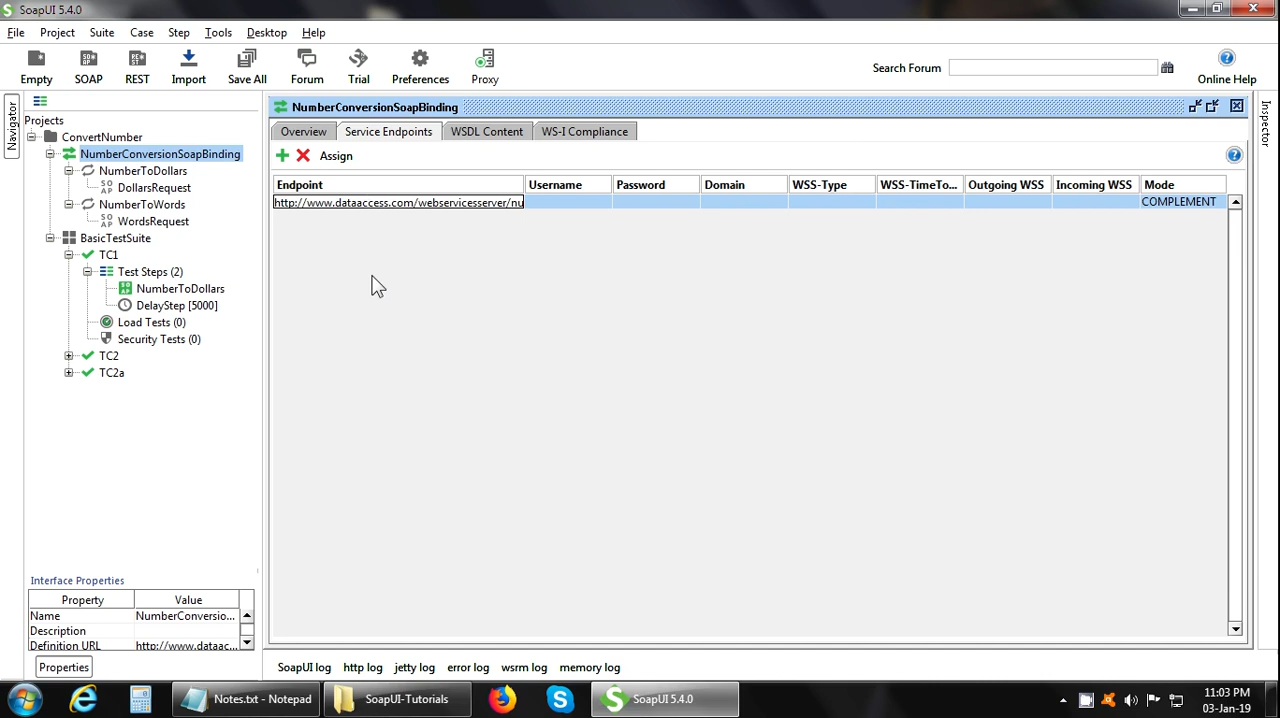 SoapUI 5.4.0
File Project Suite Case Step Tools Desktop Help
Empty SOAP REST Import Save All Forum Trial Preferences Proxy Search Forum Online Help
Navigator
Projects
ConvertNumber
NumberConversionSoapBinding
NumberToDollars
DollarsRequest
NumberToWords
WordsRequest
BasicTestSuite
TC1
Test Steps (2)
NumberToDollars
DelayStep [5000]
Load Tests (0)
Security Tests (0)
TC2
TC2a
Interface Properties
Property Value
Name NumberConversio...
Description
Definition URL http://www.dataac...
Properties
NumberConversionSoapBinding
Overview Service Endpoints WSDL Content WS-I Compliance
Assign
Endpoint Username Password Domain WSS-Type WSS-TimeTo... Outgoing WSS Incoming WSS Mode
http://www.dataaccess.com/webservicesserver/nu COMPLEMENT
Inspector
SoapUI log http log jetty log error log wsrm log memory log
Notes.txt - Notepad SoapUI-Tutorials SoapUI 5.4.0
11:03 PM
03-Jan-19